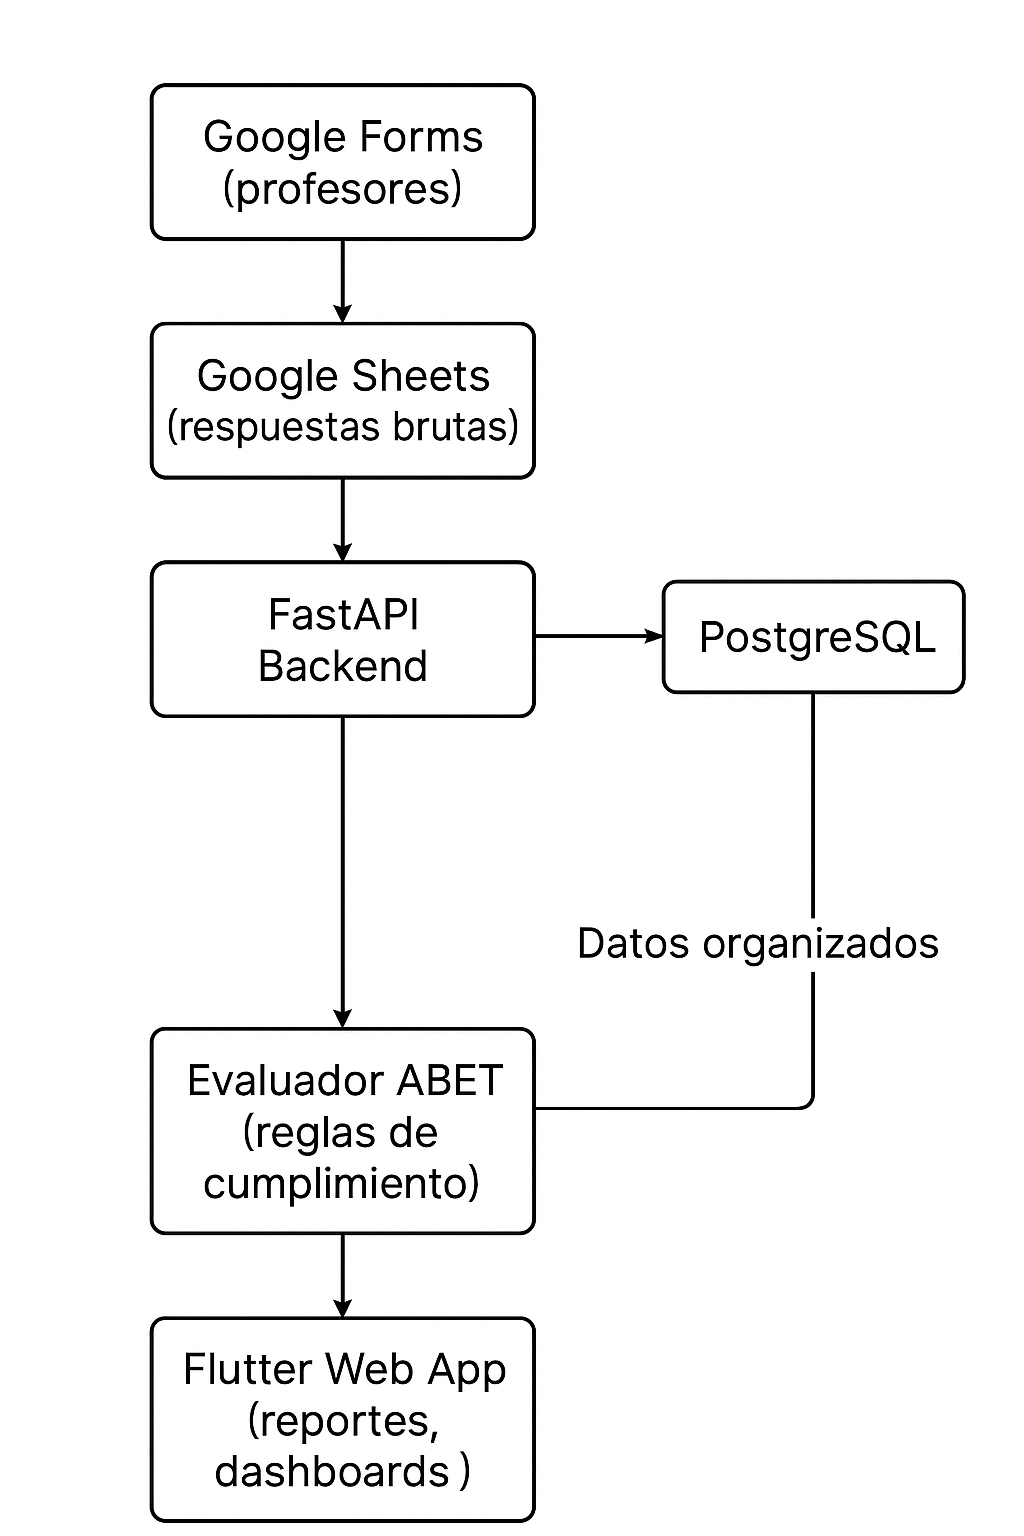 Google Forms
(profesores)
Google Sheets
(respuestas brutas)
FastAPI
Backend
PostgreSQL
Datos organizados
Evaluador ABET
(reglas de
cumplimiento)
Flutter Web App
(reportes,
dashboards )